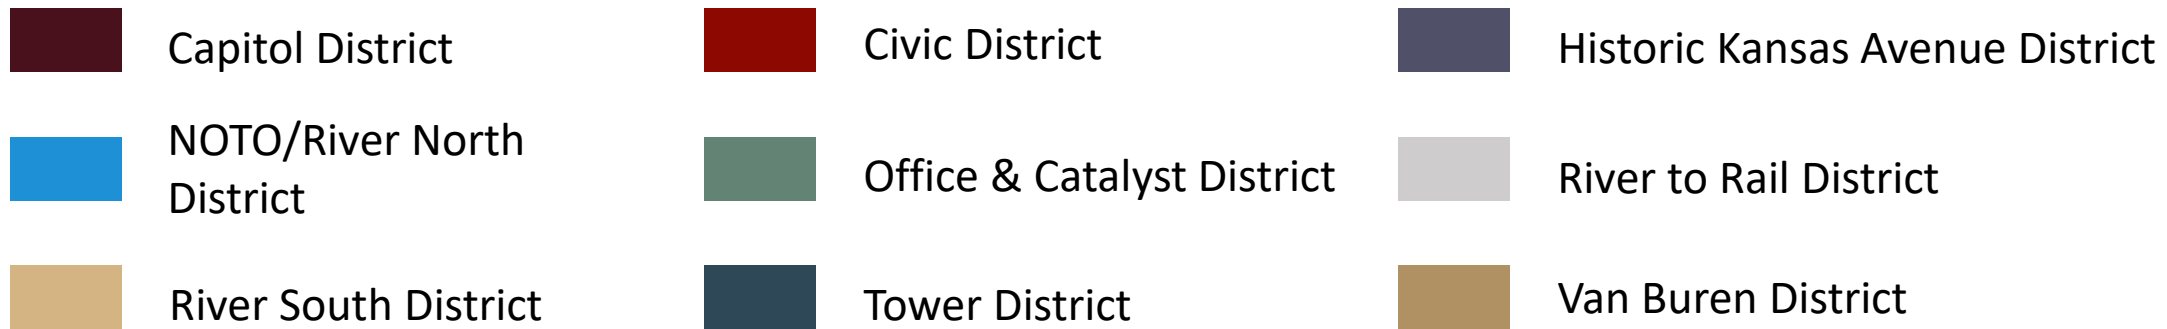 Capitol District
Civic District
Historic Kansas Avenue District
NOTO/River North
District
Office & Catalyst District
River to Rail District
River South District
Tower District
Van Buren District